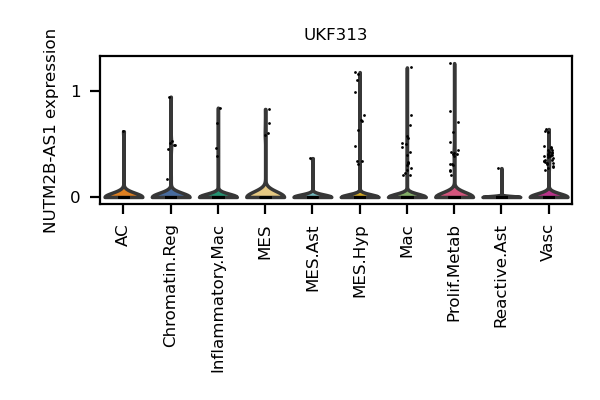 UKF313
NUTM2B-AS1 expression
1
0
AC
Chromatin.Reg
Inflammatory.Mac
MES
MES.Ast
MES.Hyp
Mac
Prolif.Metab
Reactive.Ast
Vasc